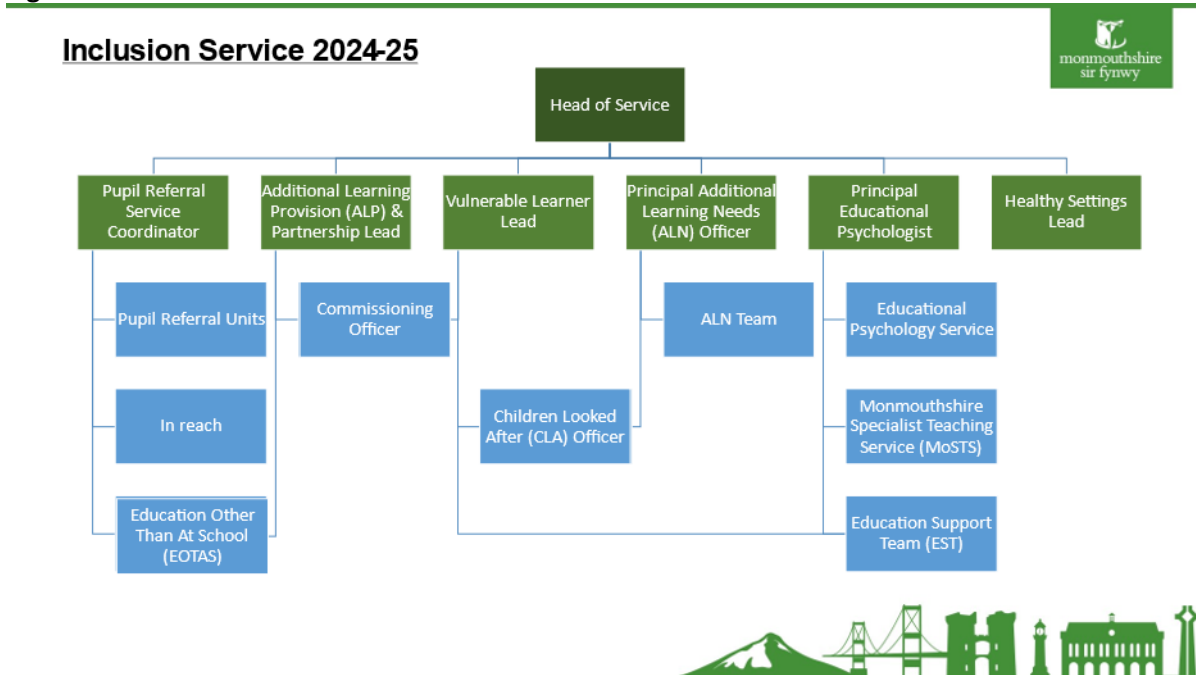 Inclusion Service 2024-25
monmouthshire
sir fynwy
Head of Service
Pupil Referral
Service
Coordinator
Additional Learning
Provision (ALP) &
Partnership Lead
Vulnerable Learner
Lead
Principal Additional
Learning Needs
(ALN) Officer
Principal
Educational
Psychologist
Healthy Settings
Lead
Pupil Referral Units
Commissioning
Officer
ALN Team
Educational
Psychology Service
In reach
Children Looked
After (CLA) Officer
Monmouthshire
Specialist Teaching
Service (MoSTS)
Education Other
Than At School
(EOTAS)
Education Support
Team (EST)